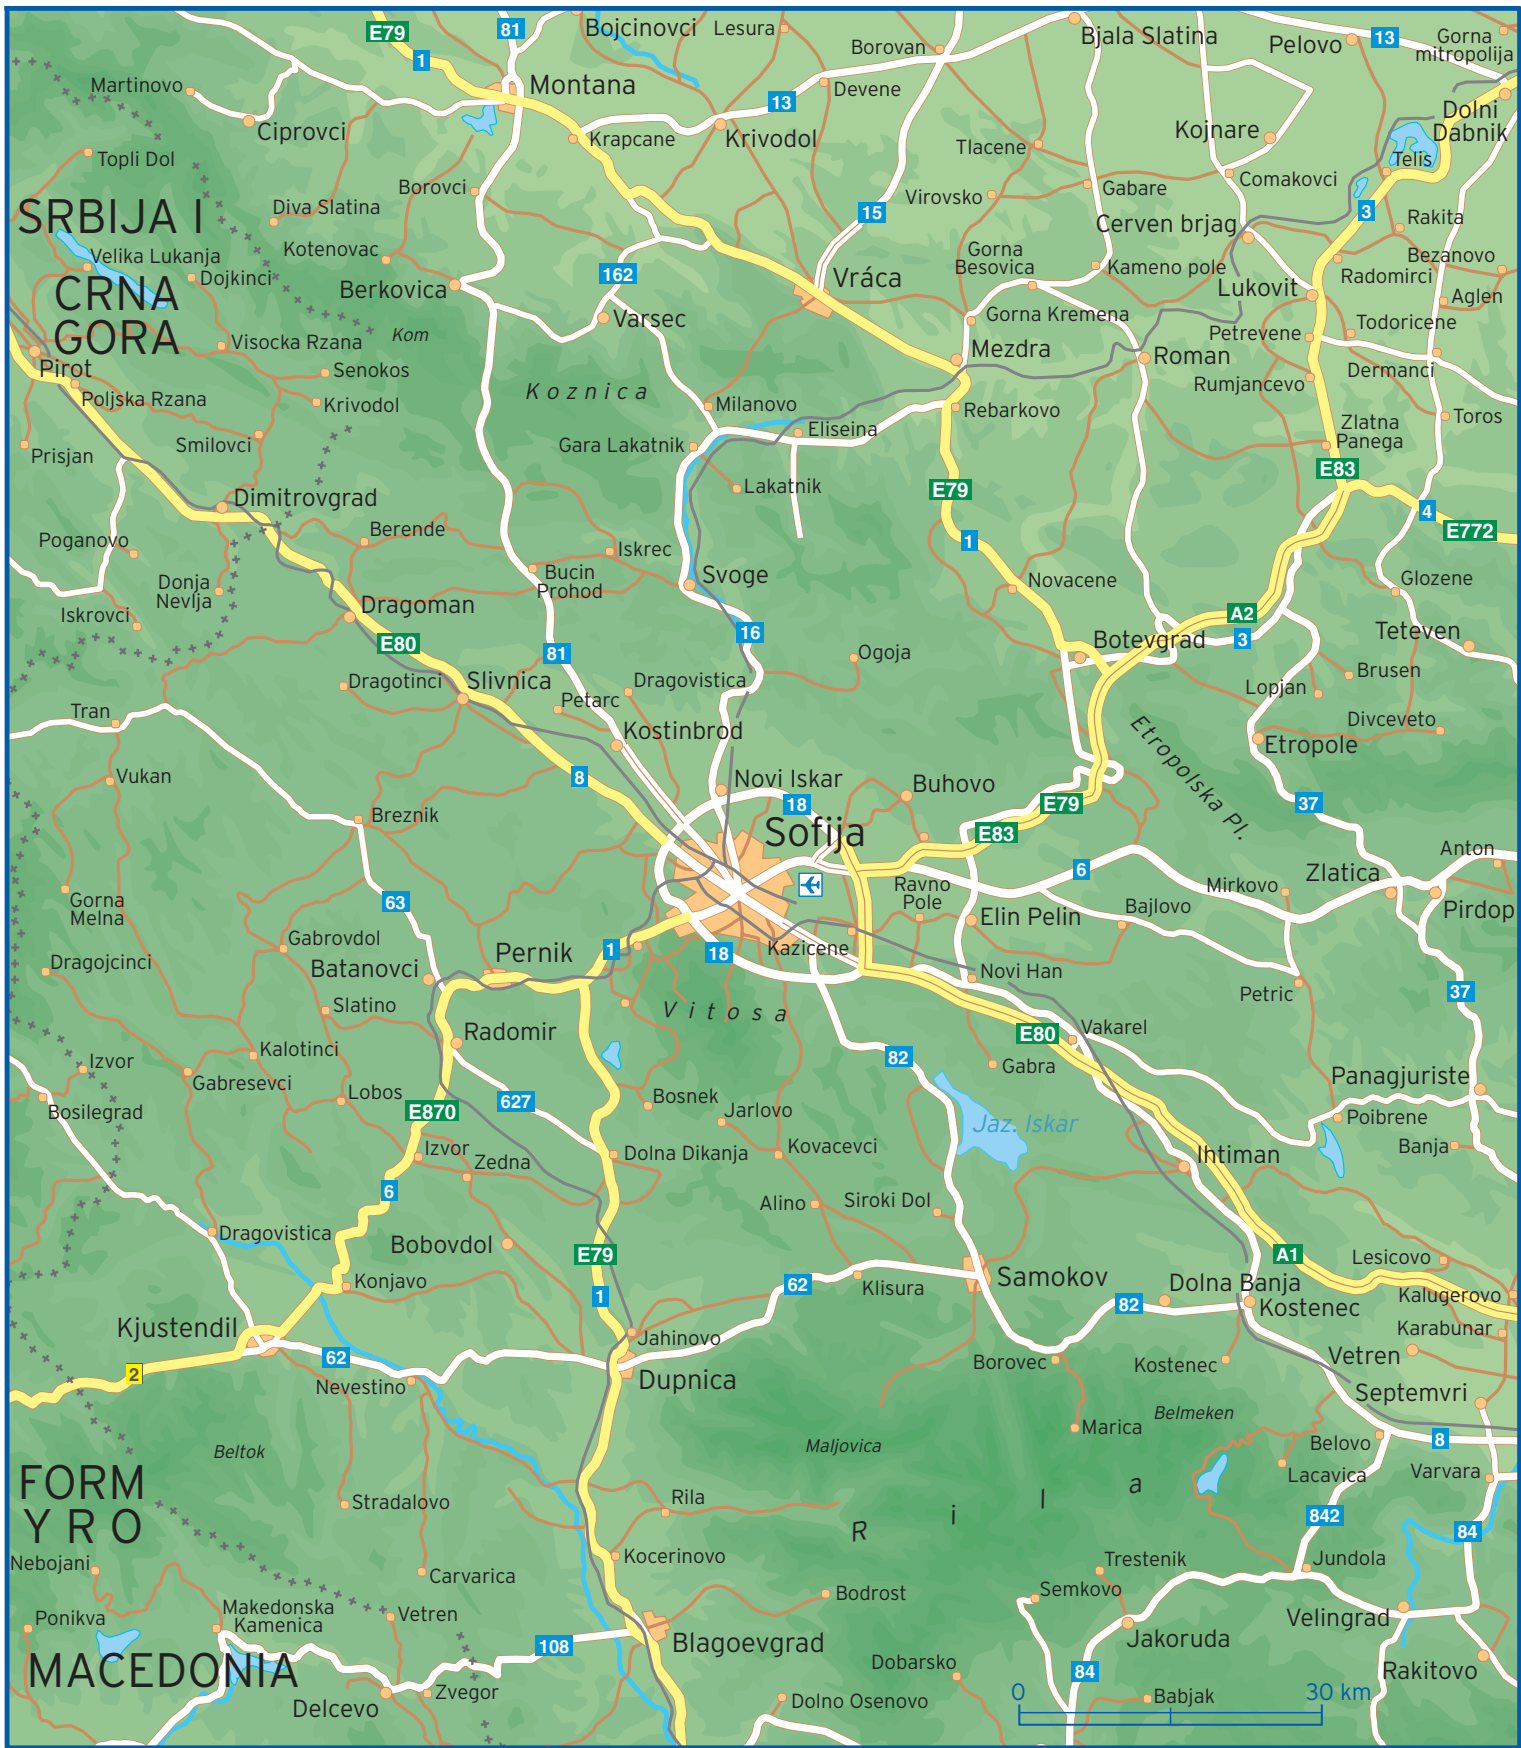 E79
81
Bojcinovci
Lesura
Borovan
Bjala Slatina
Pelovo
13
Gorna
mitropolija
1
Martinovo
Montana
Devene
13
Dolni
Dabnik
Ciprovci
Krapcane
Krivodol
Kojnare
Tlacene
Topli Dol
Telis
Borovci
Virovsko
Gabare
Comakovci
SRBIJA I
CRNA
GORA
Diva Slatina
15
3
Rakita
Cerven brjag
Velika Lukanja
Kotenovac
Gorna
Besovica
Kameno pole
Bezanovo
Dojkinci
162
Vráca
Radomirci
Berkovica
Lukovit
Aglen
Varsec
Gorna Kremena
Todoricene
Visocka Rzana
Kom
Petrevene
Mezdra
Roman
Pirot
Senokos
Dermanci
Rumjancevo
Koznica
Poljska Rzana
Krivodol
Milanovo
Rebarkovo
Toros
Zlatna
Panega
Smilovci
Gara Lakatnik
Eliseina
Prisjan
E83
Lakatnik
E79
Dimitrovgrad
4
E772
Berende
Poganovo
Iskrec
1
Donja
Nevlja
Bucin
Prohod
Svoge
Novacene
Glozene
Iskrovci
Dragoman
A2
E80
16
Botevgrad
3
Teteven
81
Ogoja
Dragotinci
Slivnica
Dragovistica
Lopjan
Brusen
Tran
Petarc
Divceveto
Kostinbrod
Etropole
Etropolska Pl.
Vukan
8
Novi Iskar
Buhovo
18
E79
37
Breznik
Sofija
E83
Anton
6
Zlatica
Ravno
Pole
Mirkovo
Gorna
Melna
63
Elin Pelin
Bajlovo
Pirdop
Gabrovdol
Pernik
1
18
Kazicene
Dragojcinci
Batanovci
Novi Han
Petric
37
Slatino
Vitosa
Radomir
E80
Vakarel
Kalotinci
82
Izvor
Gabra
Gabresevci
Panagjuriste
Bosilegrad
Lobos
E870
627
Bosnek
Jarlovo
Jaz. Iskar
Poibrene
Izvor
Dolna Dikanja
Kovacevci
Ihtiman
Banja
Zedna
6
Alino
Siroki Dol
Dragovistica
Bobovdol
E79
A1
Lesicovo
Konjavo
1
62
Klisura
Samokov
Dolna Banja
82
Kostenec
Kalugerovo
Kjustendil
Jahinovo
Karabunar
62
Borovec
Kostenec
Vetren
2
Nevestino
Dupnica
Septemvri
Marica
Belmeken
Beltok
Maljovica
Belovo
8
Lacavica
Varvara
FORM
Y R O
MACEDONIA
Stradalovo
Rila
Rila
842
84
Nebojani
Kocerinovo
Trestenik
Jundola
Carvarica
Bodrost
Semkovo
Ponikva
Makedonska
Kamenica
Vetren
Velingrad
108
Blagoevgrad
Jakoruda
Dobarsko
84
Rakitovo
Delcevo
Zvegor
Dolno Osenovo
Babjak
0
30 km